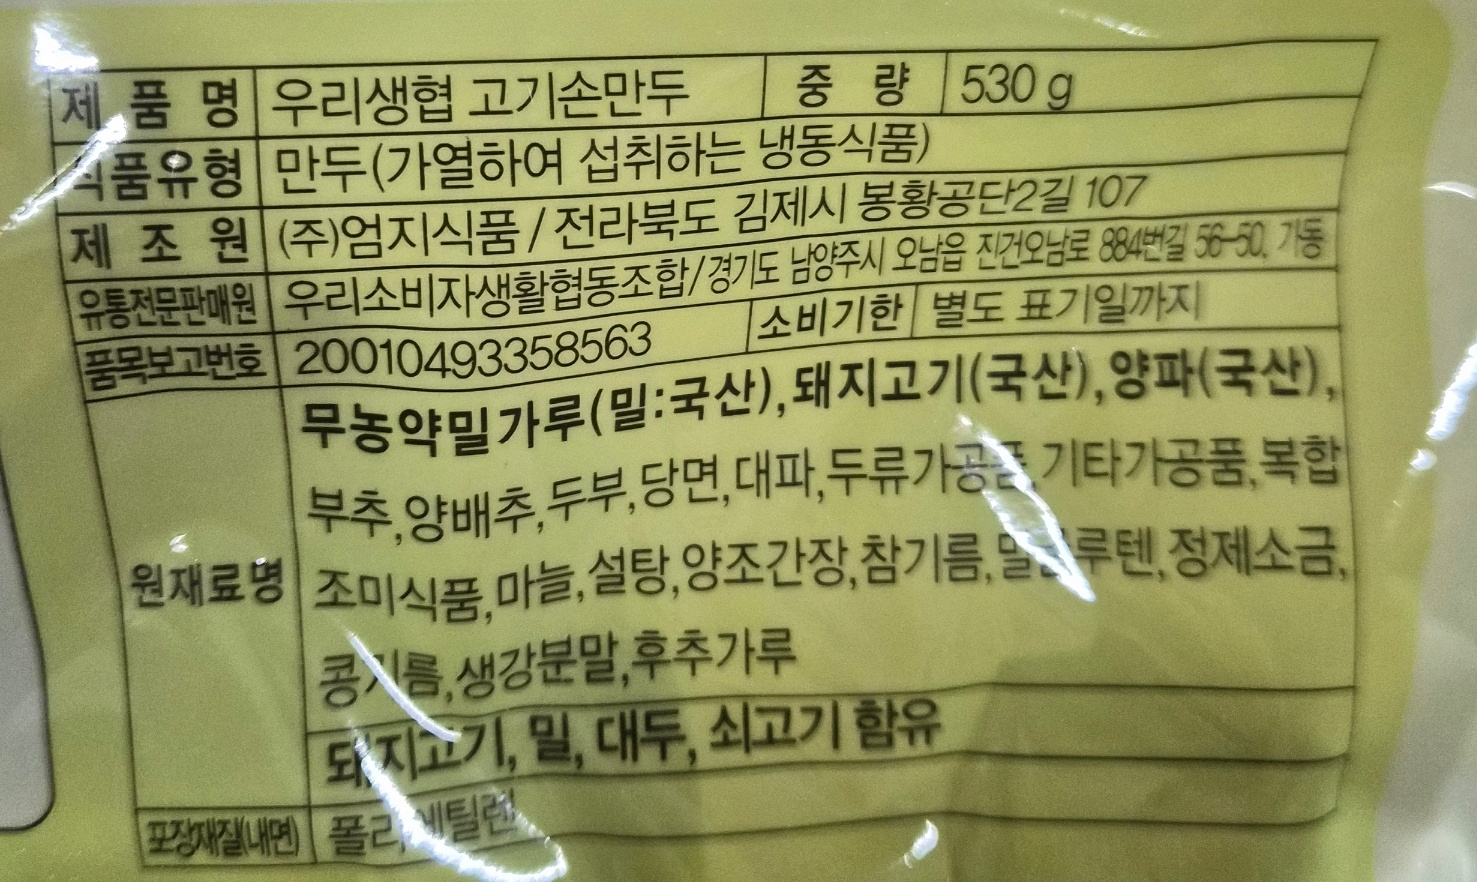 제 품 명 우리생협 고기손만두 중 량 530 g
식품유형 만두(가열하여 섭취하는 냉동식품)
제 조 원 (주)엄지식품 / 전라북도 김제시 봉황공단2길 107
유통전문판매원 우리소비자생활협동조합/경기도 남양주시 오남읍 진건오남로 884번길 56-50, 가동
품목보고번호 20010493358563 소비기한 별도 표기일까지
무농약밀가루(밀:국산),돼지고기(국산),양파(국산),
부추,양배추,두부,당면,대파,두류가공품,기타가공품,복합
원재료명 조미식품,마늘,설탕,양조간장,참기름,밀글루텐,정제소금,
콩기름,생강분말,후추가루
돼지고기, 밀, 대두, 쇠고기 함유
포장재질(내면) 폴리에틸렌